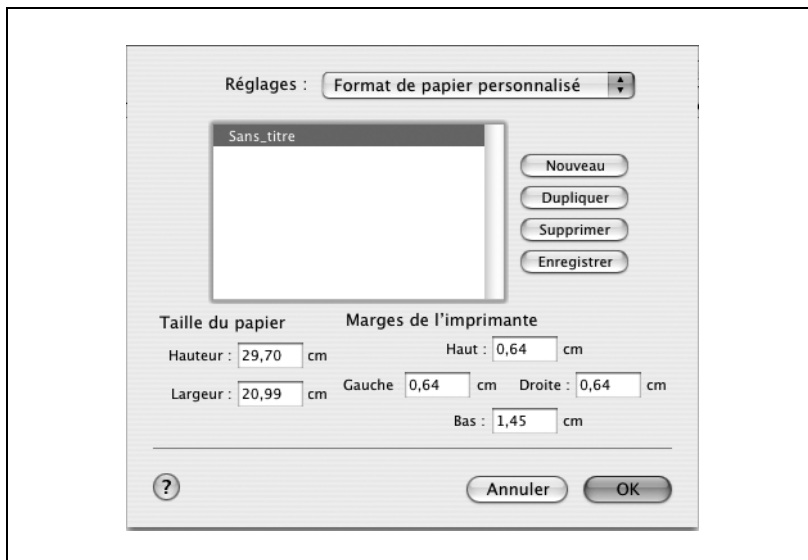 Réglages : Format de papier personnalisé
Sans_titre
Nouveau
Dupliquer
Supprimer
Enregistrer
Taille du papier
Marges de l'imprimante
Hauteur : 29,70 cm
Haut : 0,64 cm
Largeur : 20,99 cm
Gauche 0,64 cm Droite : 0,64 cm
Bas : 1,45 cm
? Annuler OK